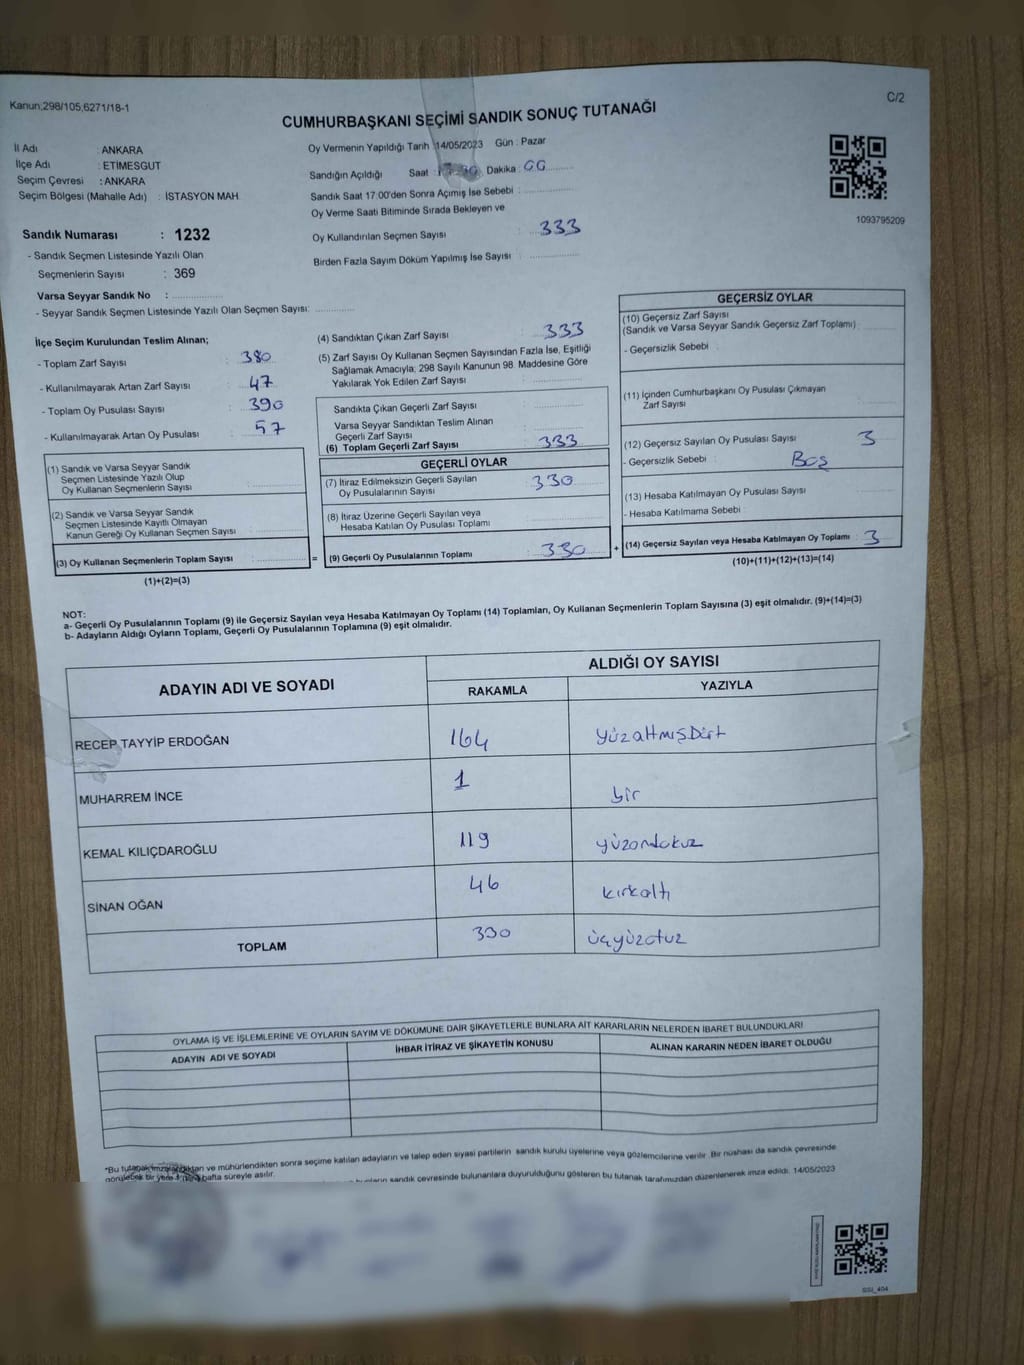 Kanun;298/105,6271/18-1
C/2
CUMHURBAŞKANI SEÇİMİ SANDIK SONUÇ TUTANAĞI
İl Adı : ANKARA
İlçe Adı : ETİMESGUT
Seçim Çevresi : ANKARA
Seçim Bölgesi (Mahalle Adı) : İSTASYON MAH.
Sandık Numarası : 1232
- Sandık Seçmen Listesinde Yazılı Olan
Seçmenlerin Sayısı : 369
Varsa Seyyar Sandık No :
- Seyyar Sandık Seçmen Listesinde Yazılı Olan Seçmen Sayısı:
Oy Vermenin Yapıldığı Tarih : 14/05/2023 Gün : Pazar
Sandığın Açıldığı Saat : Dakika : 00
Sandık Saat 17:00'den Sonra Açılmış İse Sebebi :
Oy Verme Saati Bitiminde Sırada Bekleyen ve
Oy Kullandırılan Seçmen Sayısı : 333
Birden Fazla Sayım Döküm Yapılmış İse Sayısı :
1093795209
İlçe Seçim Kurulundan Teslim Alınan;
- Toplam Zarf Sayısı : 380
- Kullanılmayarak Artan Zarf Sayısı : 47
- Toplam Oy Pusulası Sayısı : 390
- Kullanılmayarak Artan Oy Pusulası : 57
(1) Sandık ve Varsa Seyyar Sandık
Seçmen Listesinde Yazılı Olup
Oy Kullanan Seçmenlerin Sayısı :
(2) Sandık ve Varsa Seyyar Sandık
Seçmen Listesinde Kayıtlı Olmayan
Kanun Gereği Oy Kullanan Seçmen Sayısı :
(3) Oy Kullanan Seçmenlerin Toplam Sayısı :
(1)+(2)=(3)
(4) Sandıktan Çıkan Zarf Sayısı : 333
(5) Zarf Sayısı Oy Kullanan Seçmen Sayısından Fazla İse, Eşitliği
Sağlamak Amacıyla; 298 Sayılı Kanunun 98. Maddesine Göre
Yakılarak Yok Edilen Zarf Sayısı :
Sandıkta Çıkan Geçerli Zarf Sayısı :
Varsa Seyyar Sandıktan Teslim Alınan
Geçerli Zarf Sayısı :
(6) Toplam Geçerli Zarf Sayısı : 333
GEÇERLİ OYLAR
(7) İtiraz Edilmeksizin Geçerli Sayılan
Oy Pusulalarının Sayısı : 330
(8) İtiraz Üzerine Geçerli Sayılan veya
Hesaba Katılan Oy Pusulası Toplamı :
= (9) Geçerli Oy Pusulalarının Toplamı : 330
GEÇERSİZ OYLAR
(10) Geçersiz Zarf Sayısı
(Sandık ve Varsa Seyyar Sandık Geçersiz Zarf Toplamı) :
- Geçersizlik Sebebi :
(11) İçinden Cumhurbaşkanı Oy Pusulası Çıkmayan
Zarf Sayısı :
(12) Geçersiz Sayılan Oy Pusulası Sayısı : 3
- Geçersizlik Sebebi : Boş
(13) Hesaba Katılmayan Oy Pusulası Sayısı :
- Hesaba Katılmama Sebebi :
+ (14) Geçersiz Sayılan veya Hesaba Katılmayan Oy Toplamı : 3
(10)+(11)+(12)+(13)=(14)
NOT:
a- Geçerli Oy Pusulalarının Toplamı (9) ile Geçersiz Sayılan veya Hesaba Katılmayan Oy Toplamı (14) Toplamları, Oy Kullanan Seçmenlerin Toplam Sayısına (3) eşit olmalıdır. (9)+(14)=(3)
b- Adayların Aldığı Oyların Toplamı, Geçerli Oy Pusulalarının Toplamına (9) eşit olmalıdır.
ADAYIN ADI VE SOYADI ALDIĞI OY SAYISI
RAKAMLA YAZIYLA
RECEP TAYYİP ERDOĞAN 164 yüzaltmışDört
MUHARREM İNCE 1 bir
KEMAL KILIÇDAROĞLU 119 yüzondokuz
SİNAN OĞAN 46 kırkaltı
TOPLAM 330 üçyüzotuz
OYLAMA İŞ VE İŞLEMLERİNE VE OYLARIN SAYIM VE DÖKÜMÜNE DAİR ŞİKAYETLERLE BUNLARA AİT KARARLARIN NELERDEN İBARET BULUNDUKLARI
ADAYIN ADI VE SOYADI İHBAR İTİRAZ VE ŞİKAYETİN KONUSU ALINAN KARARIN NEDEN İBARET OLDUĞU
*Bu tutanak imzalandıktan ve mühürlendikten sonra seçime katılan adayların ve talep eden siyasi partilerin sandık kurulu üyelerine veya gözlemcilerine verilir. Bir nüshası da sandık çevresinde
görülebilek bir yere 1 (bir) hafta süreyle asılır.
sandık çevresinde bulunanlara duyurulduğunu gösteren bu tutanak tarafımızdan düzenlenerek imza edildi. 14/05/2023
SSI_404